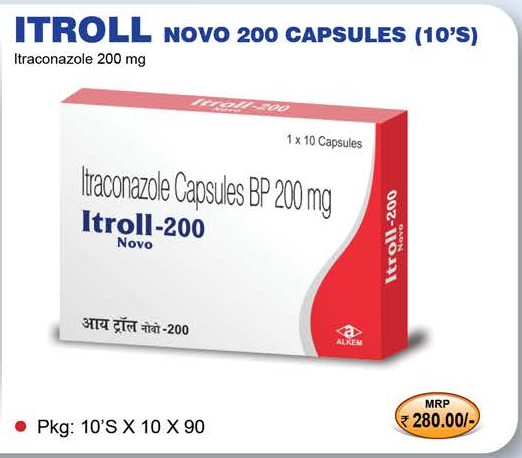 ITROLL NOVO 200 CAPSULES (10'S)
Itraconazole 200 mg
Itroll-200
Novo
1 x 10 Capsules
Itraconazole Capsules BP 200 mg
Itroll-200
Novo
Itroll-200
Novo
आय ट्रॉल नोवो -200
a
ALKEM
MRP
₹ 280.00/-
Pkg: 10'S X 10 X 90